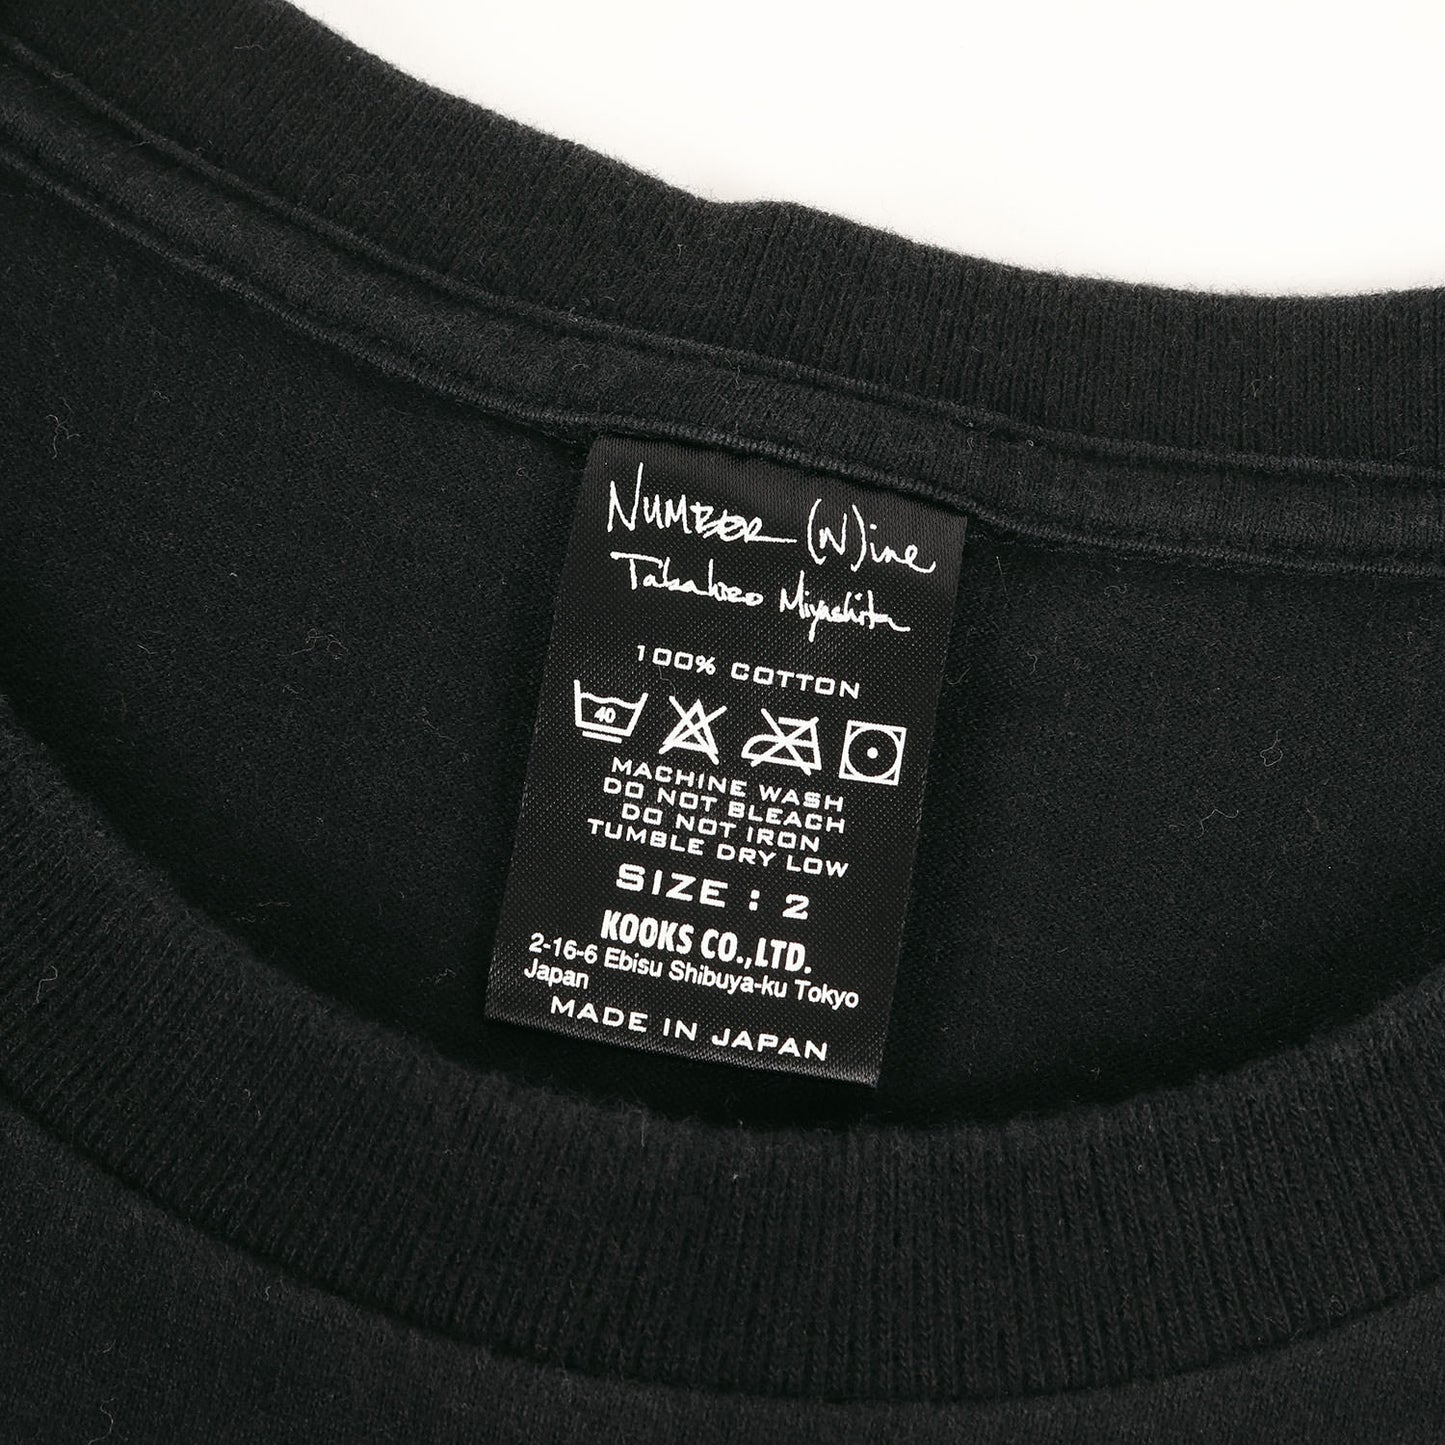 NUMBER (N)ine
Takahiro Miyashita
100% COTTON
40
MACHINE WASH
DO NOT BLEACH
DO NOT IRON
TUMBLE DRY LOW
SIZE : 2
KOOKS CO.,LTD.
2-16-6 Ebisu Shibuya-ku Tokyo
Japan
MADE IN JAPAN